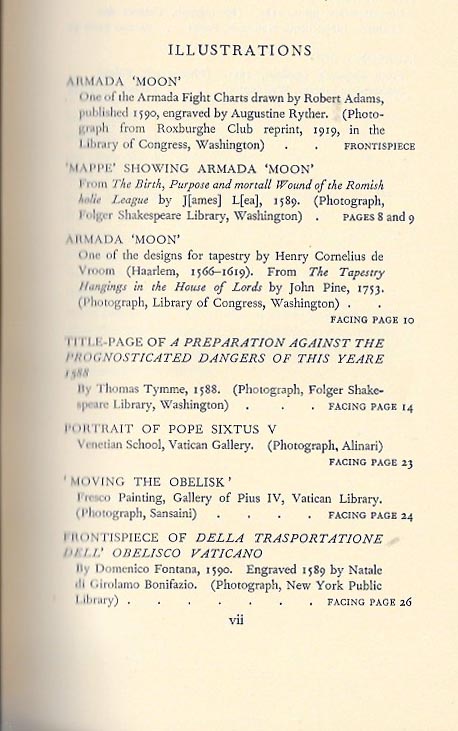 ILLUSTRATIONS
ARMADA ‘MOON’
One of the Armada Fight Charts drawn by Robert Adams,
published 1590, engraved by Augustine Ryther. (Photo-
graph from Roxburghe Club reprint, 1919, in the
Library of Congress, Washington) . . FRONTISPIECE
‘MAPPE’ SHOWING ARMADA ‘MOON’
From The Birth, Purpose and mortall Wound of the Romish
holie League by J[ames] L[ea], 1589. (Photograph,
Folger Shakespeare Library, Washington) . PAGES 8 and 9
ARMADA ‘MOON’
One of the designs for tapestry by Henry Cornelius de
Vroom (Haarlem, 1566–1619). From The Tapestry
Hangings in the House of Lords by John Pine, 1753.
(Photograph, Library of Congress, Washington) . .
FACING PAGE 10
TITLE-PAGE OF A PREPARATION AGAINST THE
PROGNOSTICATED DANGERS OF THIS YEARE
1588
By Thomas Tymme, 1588. (Photograph, Folger Shake-
speare Library, Washington) . . . FACING PAGE 14
PORTRAIT OF POPE SIXTUS V
Venetian School, Vatican Gallery. (Photograph, Alinari)
FACING PAGE 23
‘MOVING THE OBELISK’
Fresco Painting, Gallery of Pius IV, Vatican Library.
(Photograph, Sansaini) . . . . FACING PAGE 24
FRONTISPIECE OF DELLA TRASPORTATIONE
DELL’ OBELISCO VATICANO
By Domenico Fontana, 1590. Engraved 1589 by Natale
di Girolamo Bonifazio. (Photograph, New York Public
Library) . . . . . . . FACING PAGE 26
vii